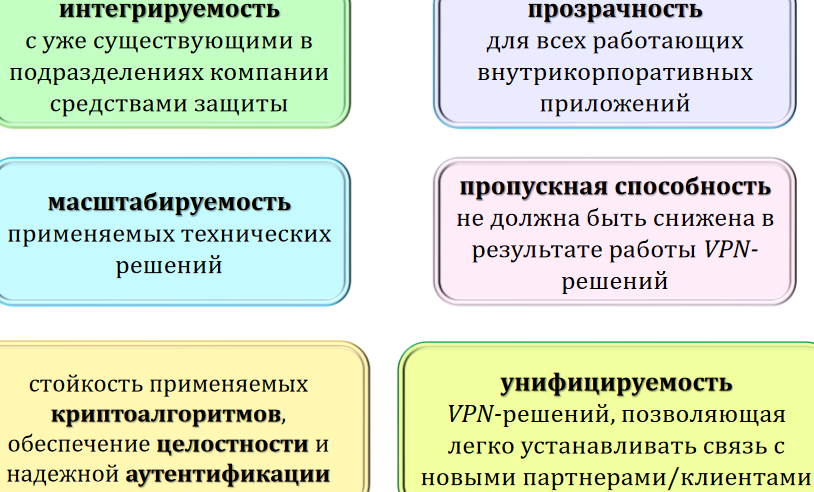 интегрируемость
с уже существующими в
подразделениях компании
средствами защиты
прозрачность
для всех работающих
внутрикорпоративных
приложений
масштабируемость
применяемых технических
решений
пропускная способность
не должна быть снижена в
результате работы VPN-
решений
стойкость применяемых
криптоалгоритмов,
обеспечение целостности и
надежной аутентификации
унифицируемость
VPN-решений, позволяющая
легко устанавливать связь с
новыми партнерами/клиентами